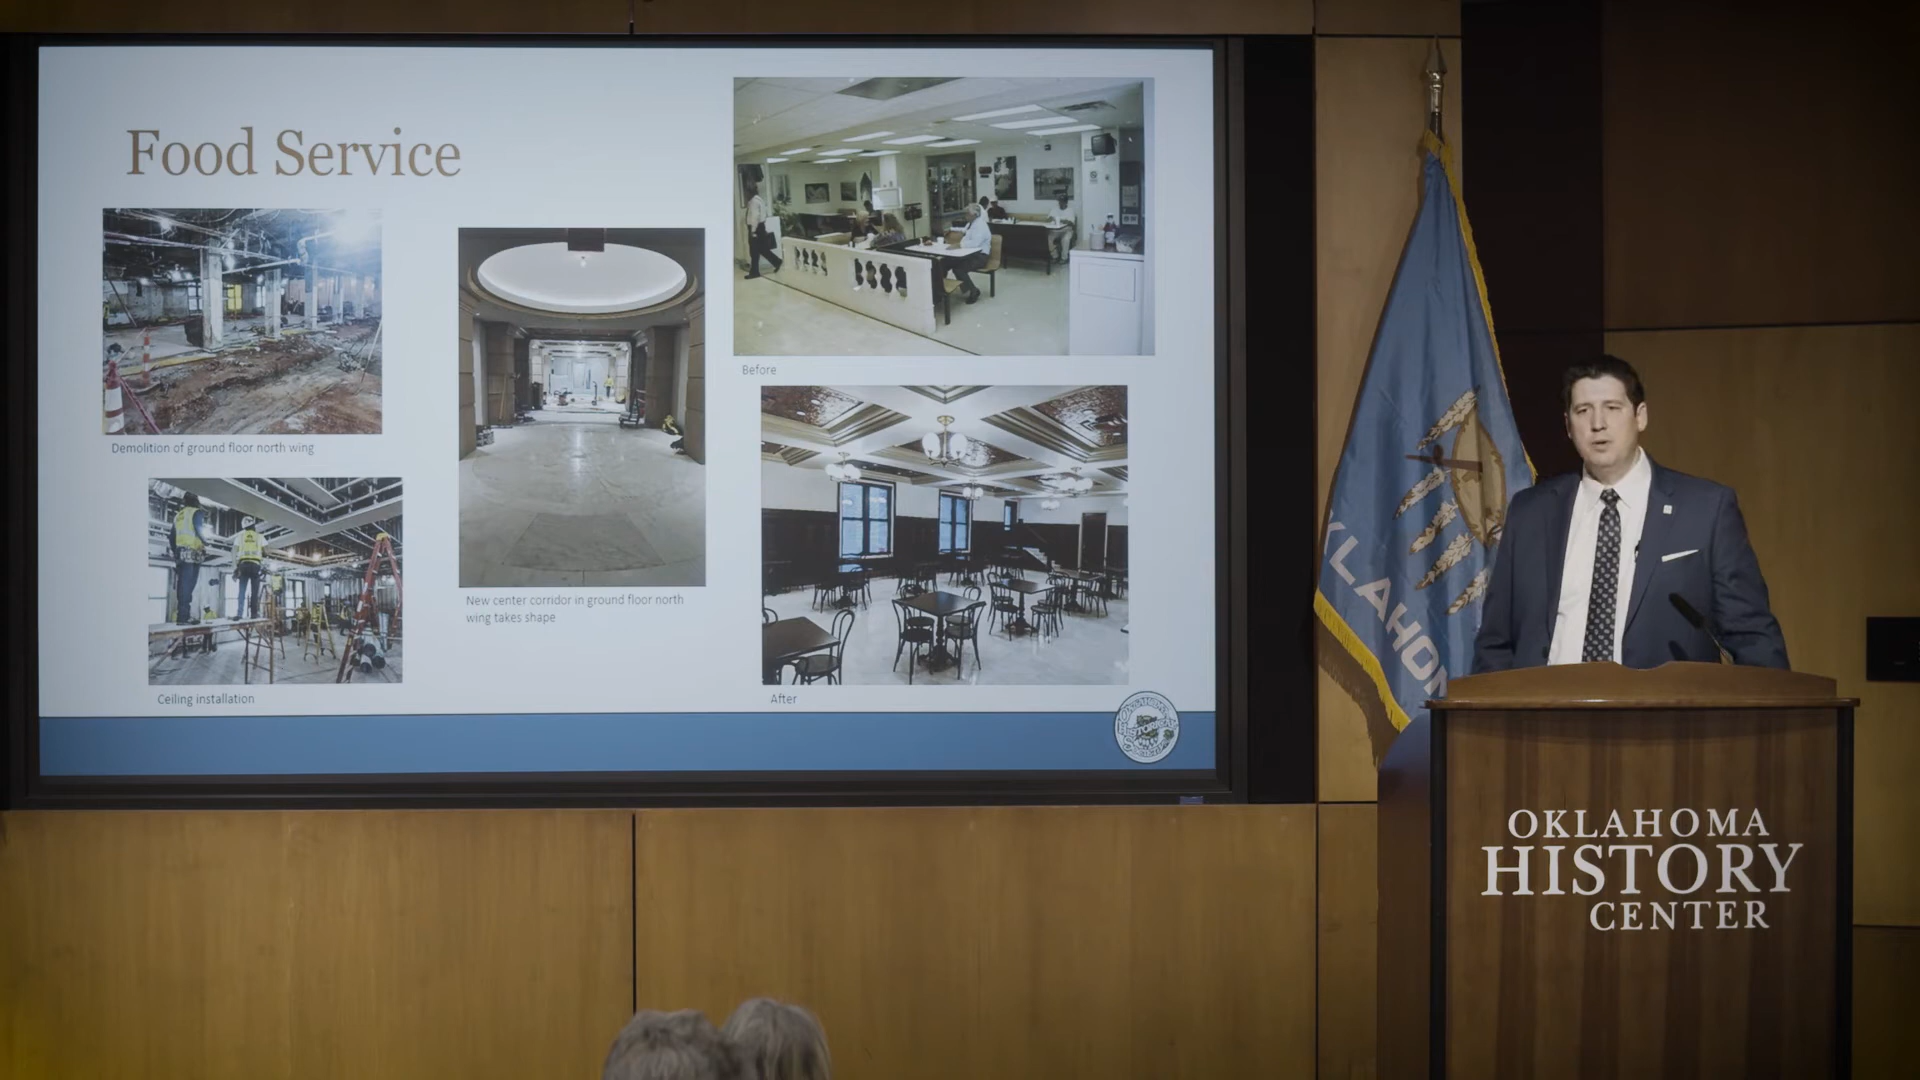 Food Service
Demolition of ground floor north wing
Ceiling installation
New center corridor in ground floor north
wing takes shape
Before
After
KLAHOM
OKLAHOMA
HISTORY
CENTER